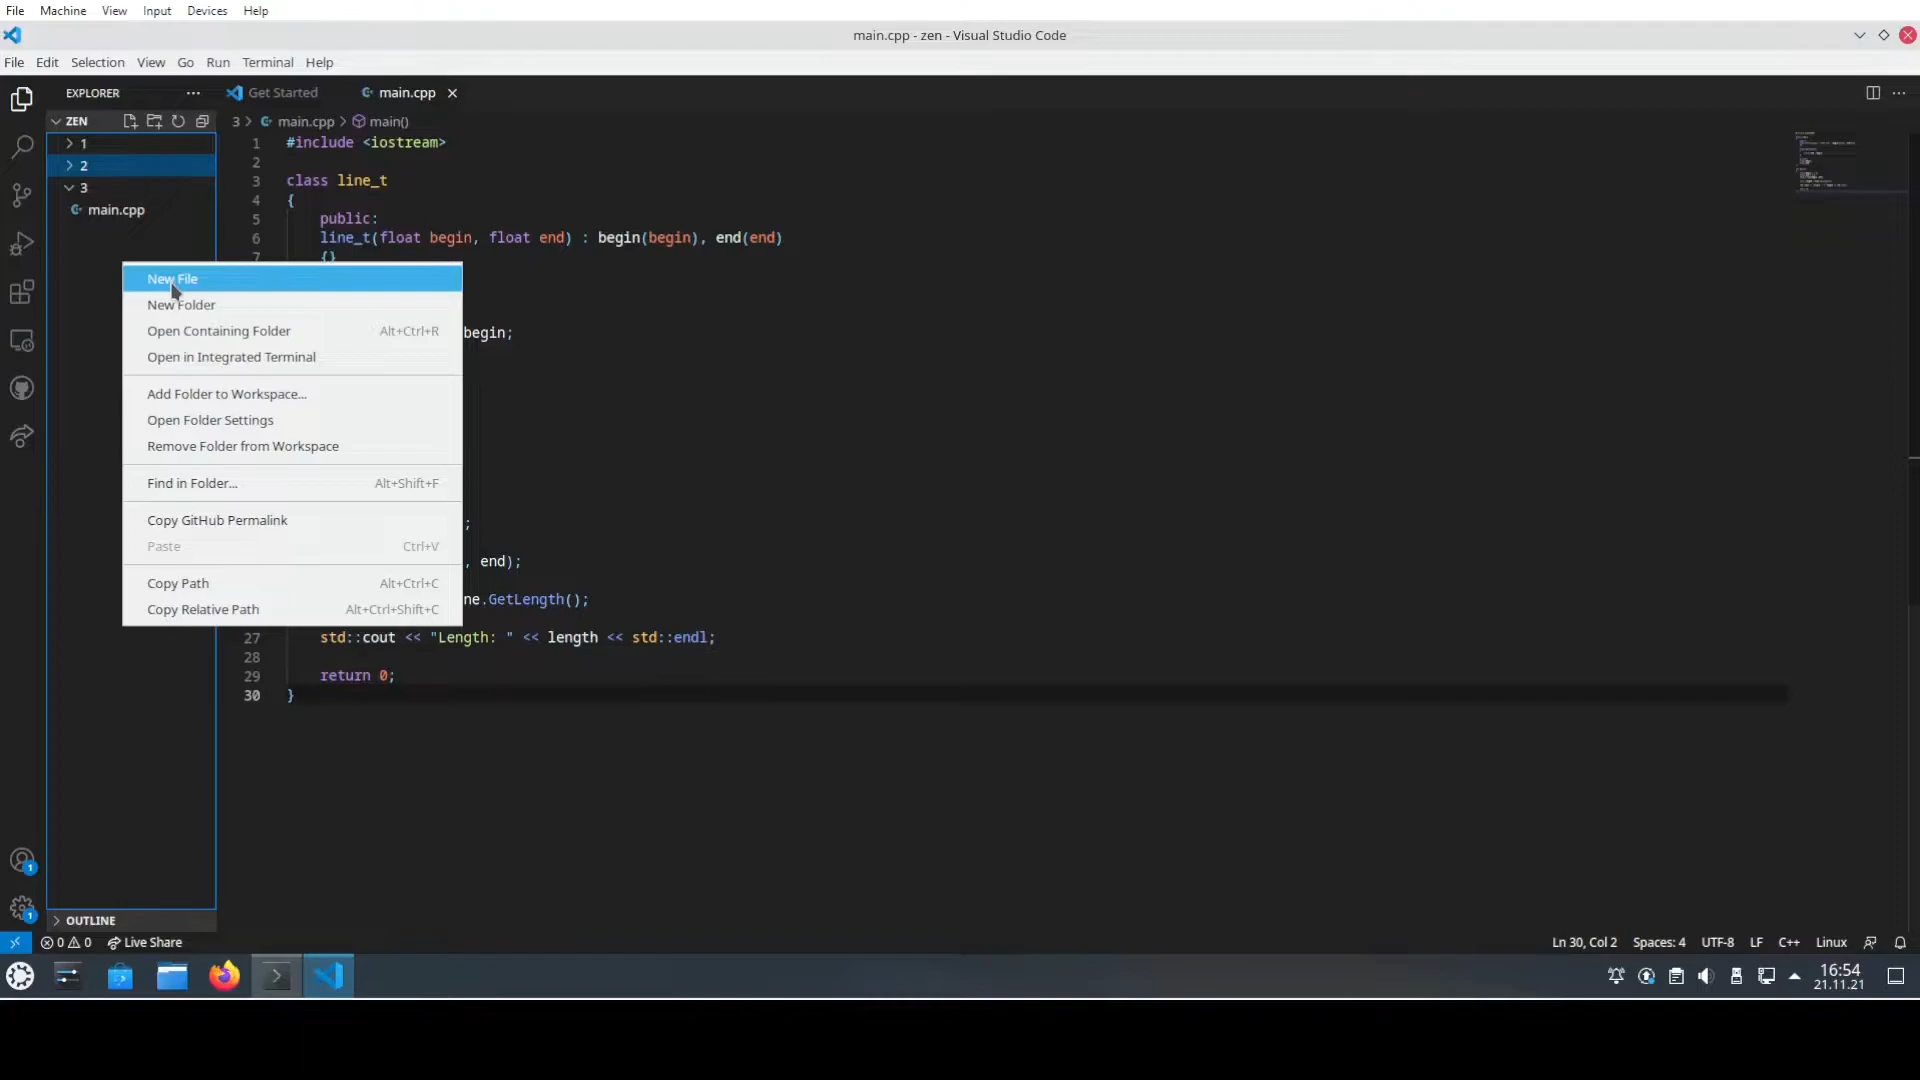 File Machine View Input Devices Help
main.cpp - zen - Visual Studio Code
File Edit Selection View Go Run Terminal Help
EXPLORER
Get Started
main.cpp
ZEN
3 > main.cpp > main()
1
2
3
main.cpp
1 #include <iostream>
2
3 class line_t
4 {
5 public:
6 line_t(float begin, float end) : begin(begin), end(end)
7 {}
begin;
;
, end);
ne.GetLength();
27 std::cout << "Length: " << length << std::endl;
28
29 return 0;
30 }
New File
New Folder
Open Containing Folder Alt+Ctrl+R
Open in Integrated Terminal
Add Folder to Workspace...
Open Folder Settings
Remove Folder from Workspace
Find in Folder... Alt+Shift+F
Copy GitHub Permalink
Paste Ctrl+V
Copy Path Alt+Ctrl+C
Copy Relative Path Alt+Ctrl+Shift+C
1
1
OUTLINE
0 0 Live Share
Ln 30, Col 2 Spaces: 4 UTF-8 LF C++ Linux
16:54
21.11.21